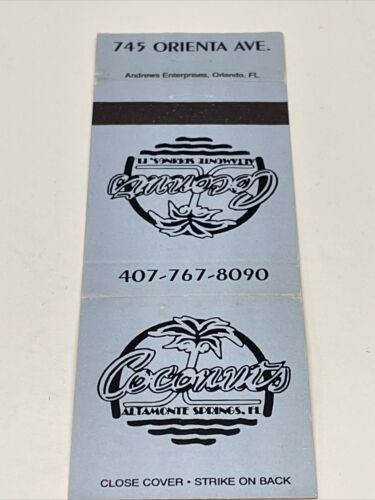 745 ORIENTA AVE.
Andrews Enterprises, Orlando, FL
Coconuts
ALTAMONTE SPRINGS, FL
407-767-8090
Coconuts
ALTAMONTE SPRINGS, FL
CLOSE COVER • STRIKE ON BACK